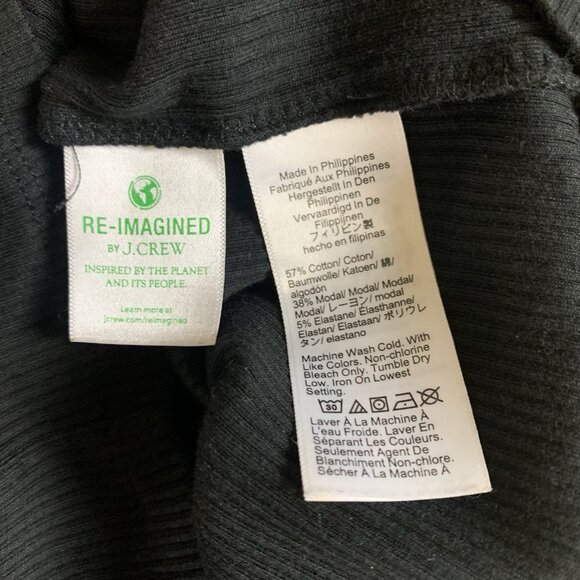 RE-IMAGINED
BY J.CREW
INSPIRED BY THE PLANET
AND ITS PEOPLE.
Learn more at
jcrew.com/reimagined
Made In Philippines
Fabriqué Aux Philippines
Hergestellt In Den
Philippinen
Vervaardigd In De
Filipijnen
フィリピン製
hecho en filipinas
57% Cotton/ Coton/
Baumwolle/ Katoen/ 綿/
algodón
38% Modal/ Modal/ Modal/
Modal/ レーヨン/ modal
5% Elastane/ Élasthanne/
Elastan/ Elastaan/ ポリウレ
タン/ elastano
Machine Wash Cold. With
Like Colors. Non-chlorine
Bleach Only. Tumble Dry
Low. Iron On Lowest
Setting.
30
Laver À La Machine À
L'eau Froide. Laver En
Séparant Les Couleurs.
Seulement Agent De
Blanchiment Non-chlore.
Sécher À La Machine À